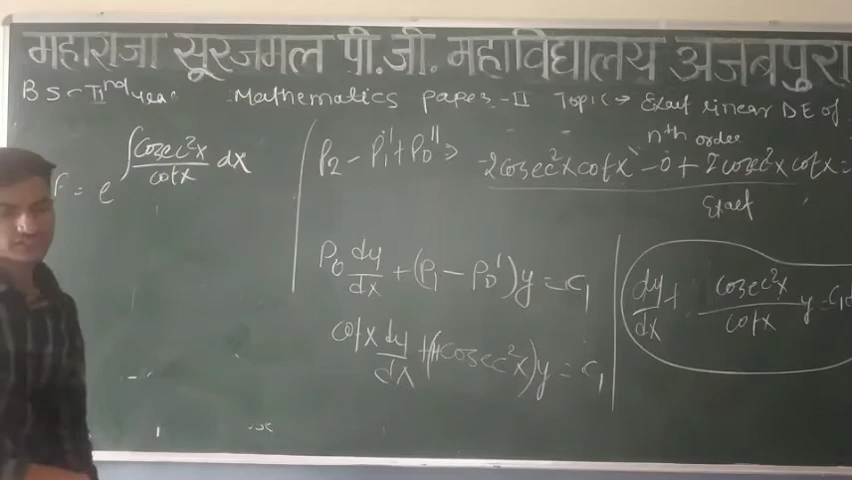 महाराजा सूरजमल पी.जी. महाविद्यालय अजबपुरा
BSc IInd year Mathematics paper-II Topic → Exact linear DE of
nth order
F = e^{∫ cosec²x/cotx dx}
P₂ - P₁' + P₀'' ⇒ -2cosec²x cotx - 0 + 2cosec²x cotx =
Exact
P₀ dy/dx + (P₁ - P₀')y = c₁
cotx dy/dx + (+cosec²x)y = c₁
dy/dx + cosec²x/cotx y = c₁